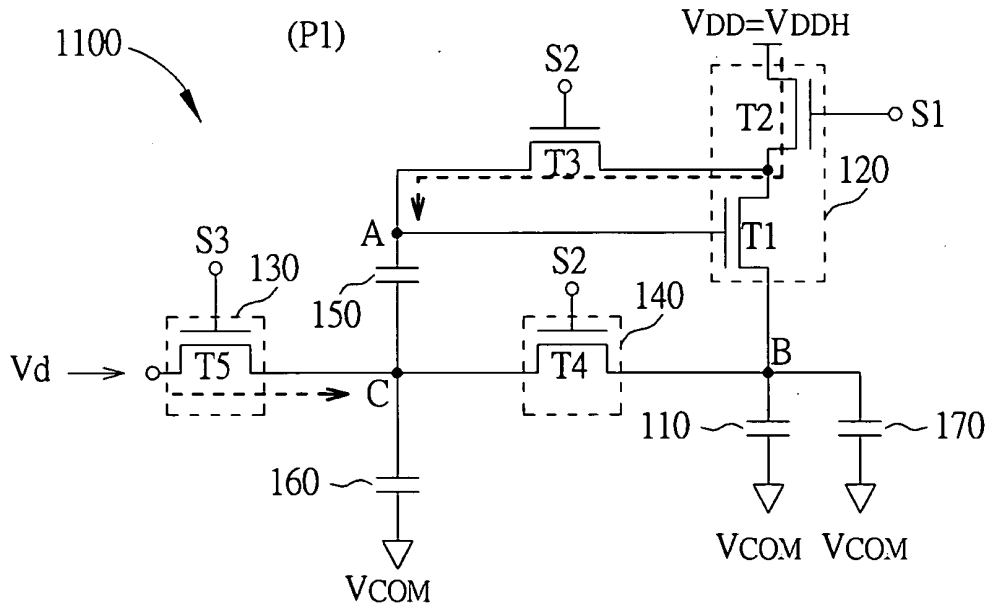 1100
(P1)
VDD=VDDH
S2
T3
T2
S1
120
A
T1
S3
130
150
S2
140
Vd
T5
C
T4
B
110
170
160
VCOM
VCOM
VCOM